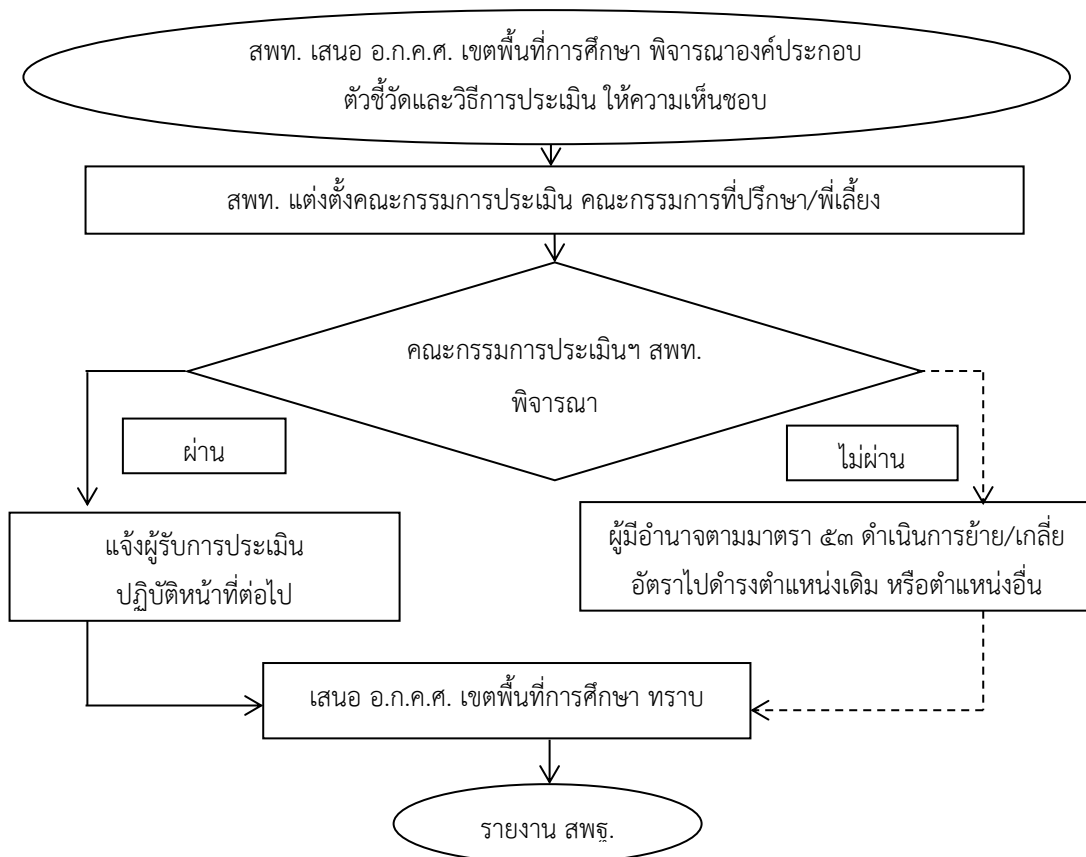 สพท. เสนอ อ.ก.ค.ศ. เขตพื้นที่การศึกษา พิจารณาองค์ประกอบ
ตัวชี้วัดและวิธีการประเมิน ให้ความเห็นชอบ
สพท. แต่งตั้งคณะกรรมการประเมิน คณะกรรมการที่ปรึกษา/พี่เลี้ยง
คณะกรรมการประเมินฯ สพท.
พิจารณา
ผ่าน
ไม่ผ่าน
แจ้งผู้รับการประเมิน
ปฏิบัติหน้าที่ต่อไป
ผู้มีอำนาจตามมาตรา ๕๓ ดำเนินการย้าย/เกลี่ย
อัตราไปดำรงตำแหน่งเดิม หรือตำแหน่งอื่น
เสนอ อ.ก.ค.ศ. เขตพื้นที่การศึกษา ทราบ
รายงาน สพฐ.